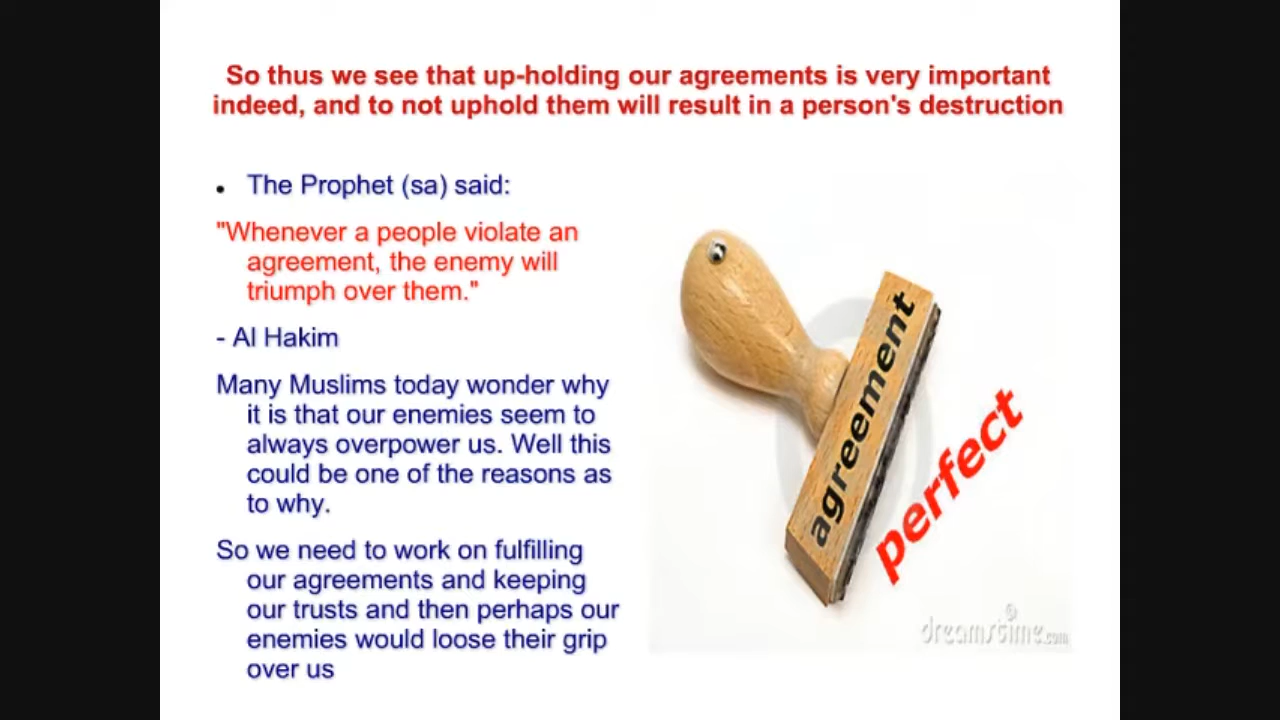 So thus we see that up-holding our agreements is very important
indeed, and to not uphold them will result in a person's destruction
• The Prophet (sa) said:
"Whenever a people violate an
agreement, the enemy will
triumph over them."
- Al Hakim
Many Muslims today wonder why
it is that our enemies seem to
always overpower us. Well this
could be one of the reasons as
to why.
So we need to work on fulfilling
our agreements and keeping
our trusts and then perhaps our
enemies would loose their grip
over us
agreement
perfect
dreamstime.com